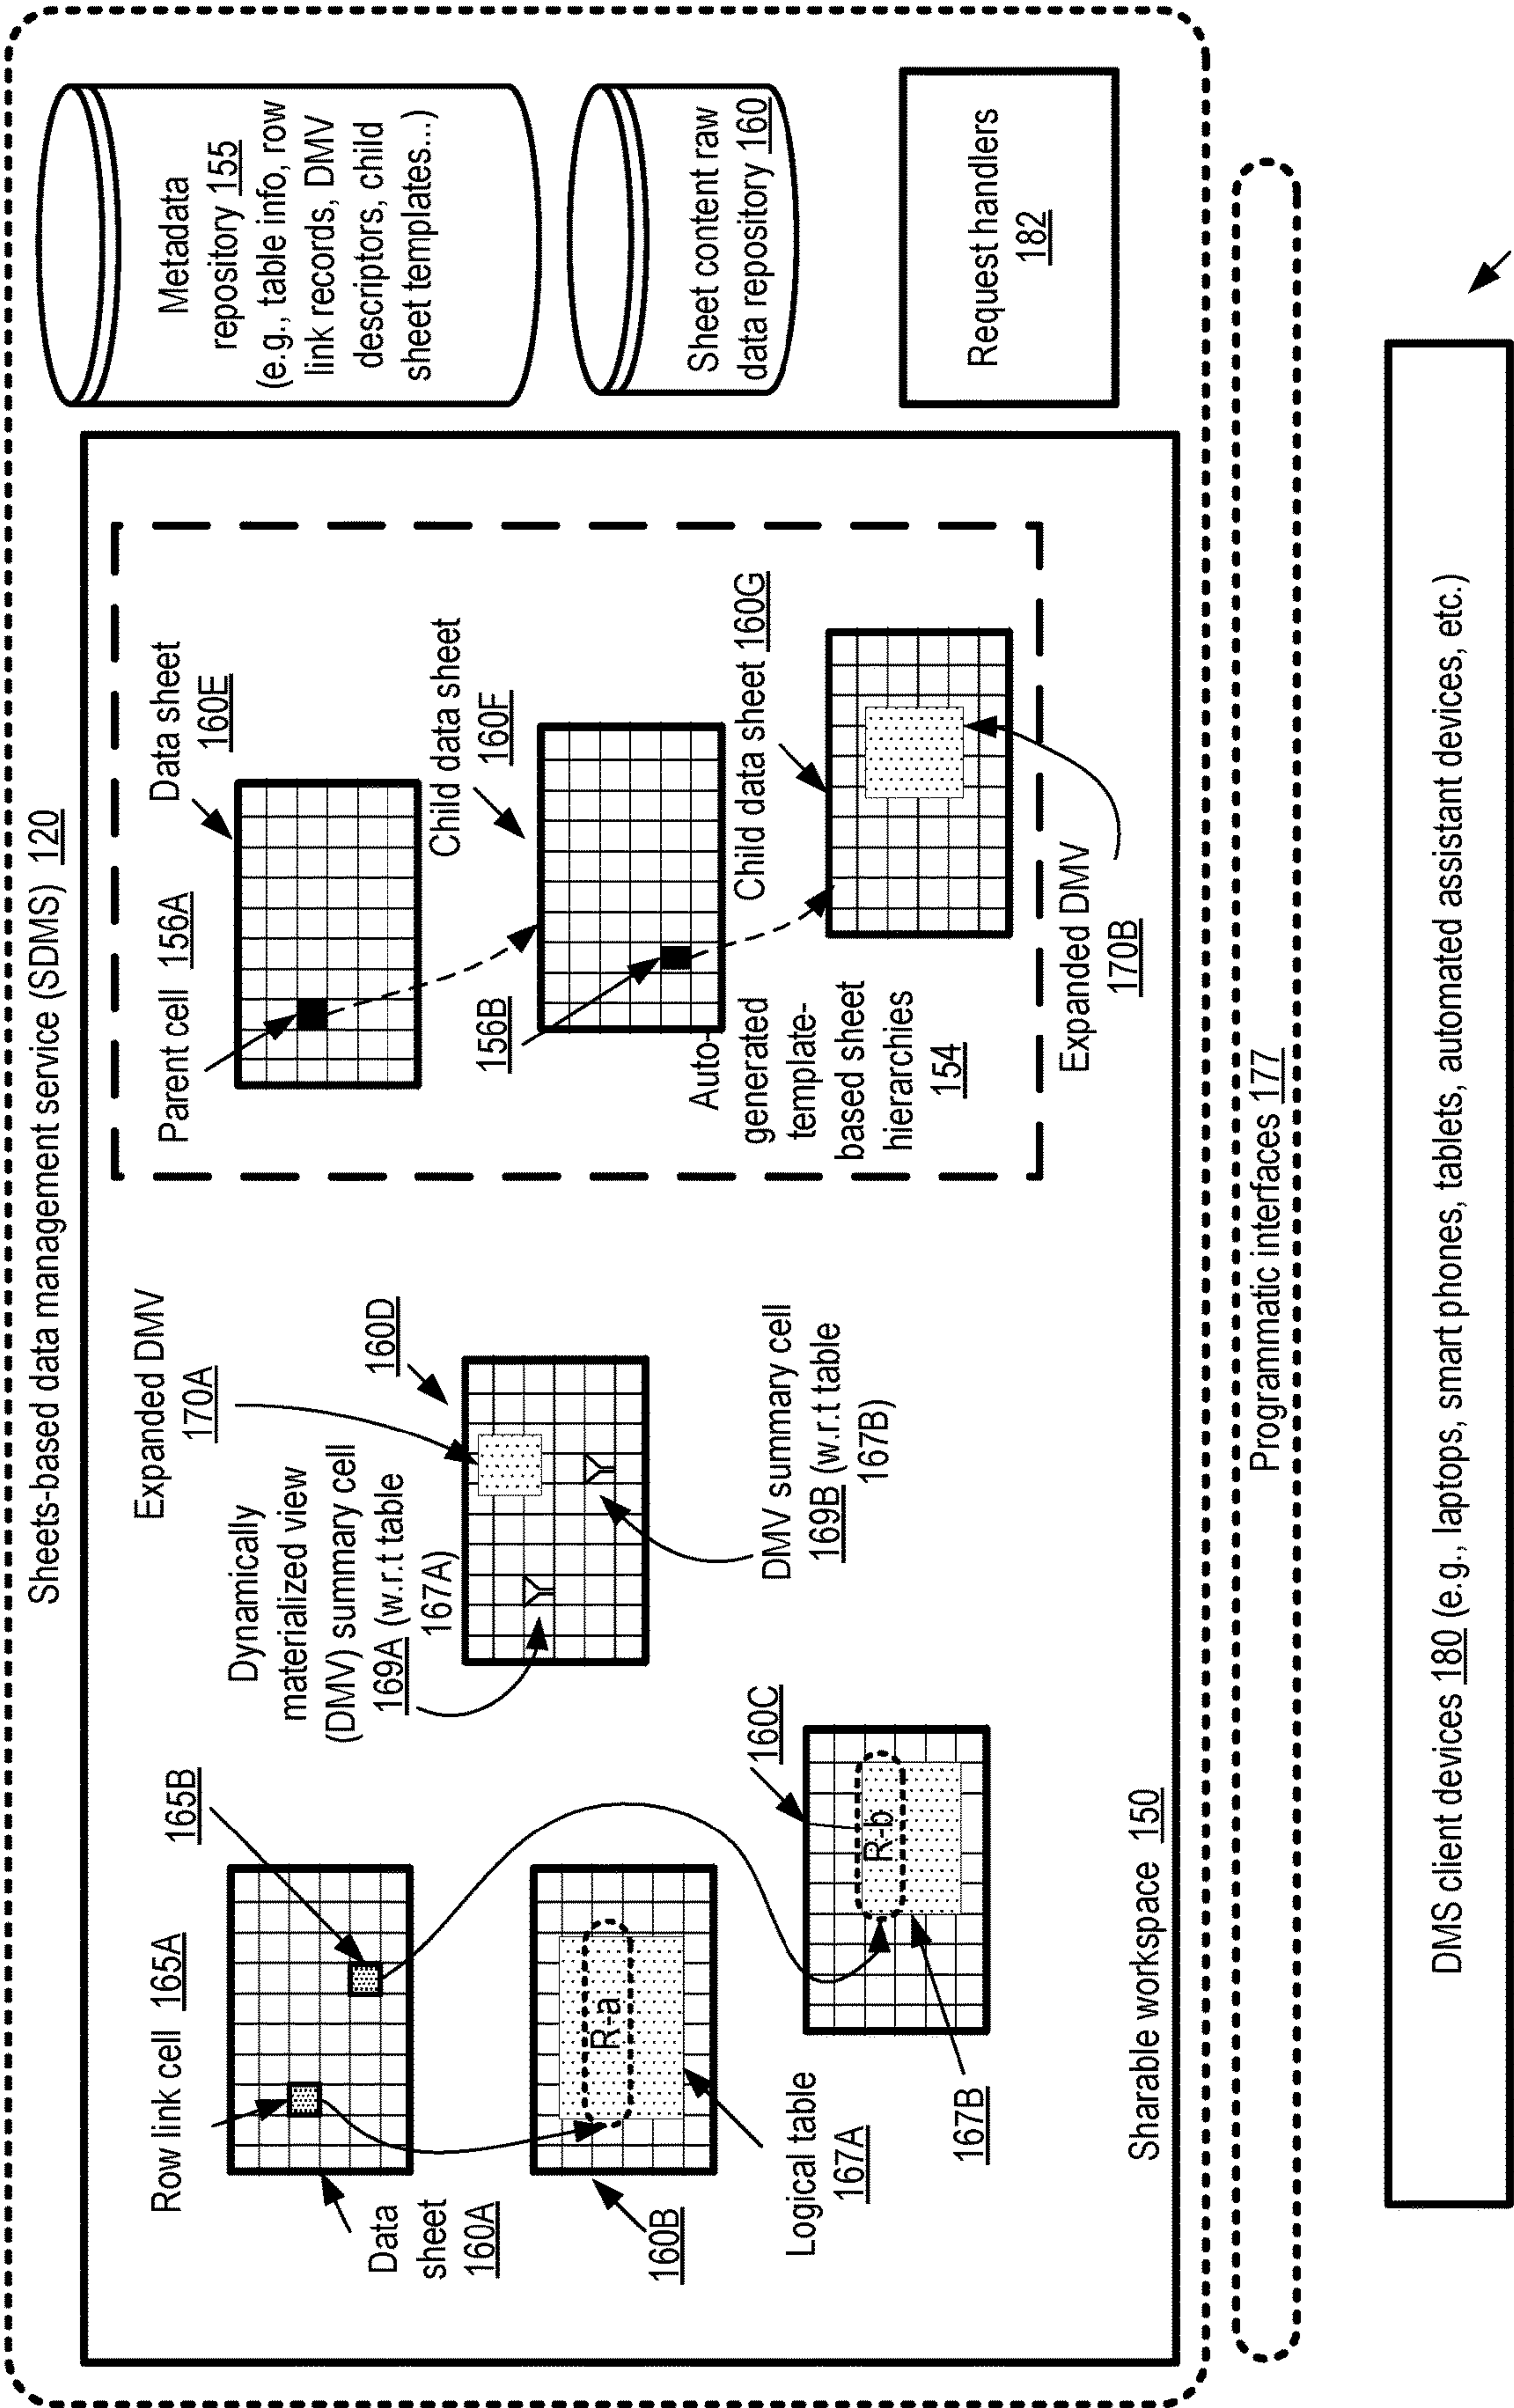 Sheets-based data management service (SDMS) 120
Row link cell 165A
165B
Data
sheet
160A
160B
R-a
Logical table
167A
160C
R-b
167B
Sharable workspace 150
Expanded DMV
170A
Dynamically
materialized view
(DMV) summary cell
169A (w.r.t table
167A)
160D
DMV summary cell
169B (w.r.t table
167B)
Parent cell 156A
Data sheet
160E
Child data sheet
160F
156B
Auto-
generated
template-
based sheet
hierarchies
154
Child data sheet 160G
Expanded DMV
170B
Metadata
repository 155
(e.g., table info, row
link records, DMV
descriptors, child
sheet templates...)
Sheet content raw
data repository 160
Request handlers
182
Programmatic interfaces 177
DMS client devices 180 (e.g., laptops, smart phones, tablets, automated assistant devices, etc.)